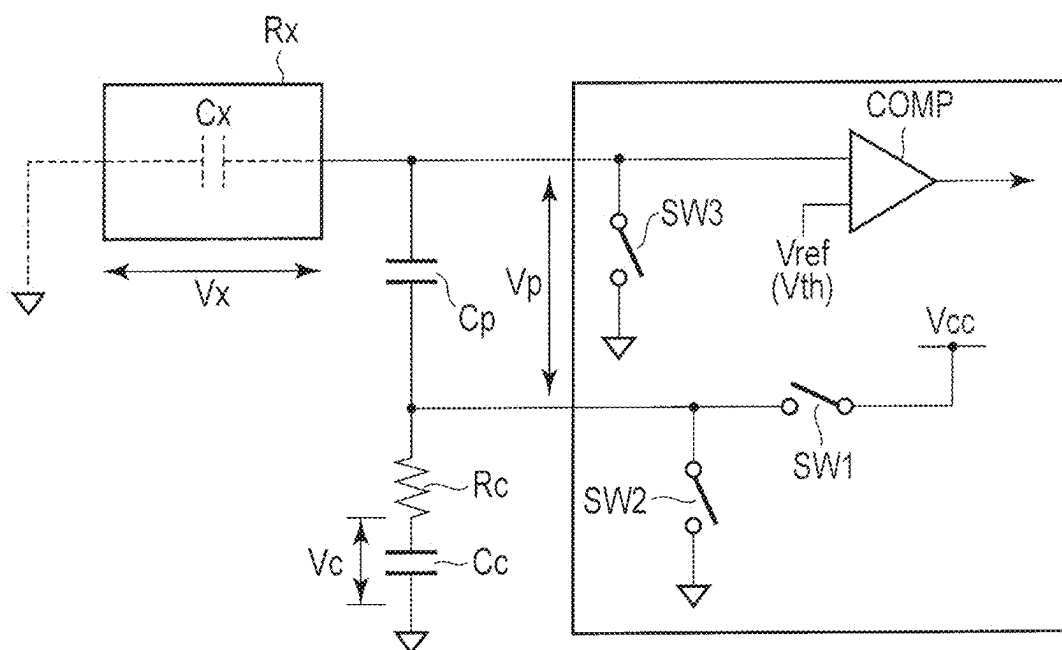 Rx
Cx
Vx
Cp
Vp
COMP
SW3
Vref
(Vth)
Vcc
SW1
SW2
Rc
Vc
Cc